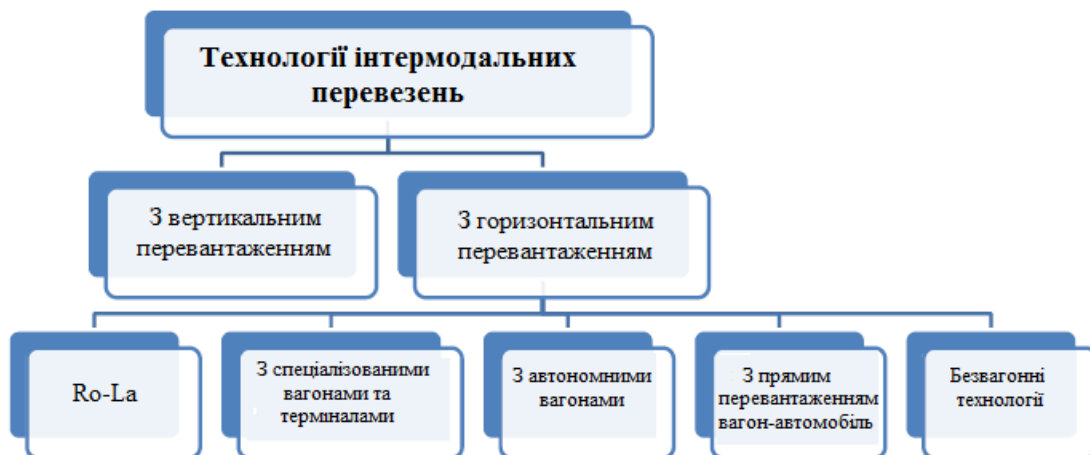 Технології інтермодальних
перевезень
З вертикальним
перевантаженням
З горизонтальним
перевантаженням
Ro-La
З спеціалізованими
вагонами та
терміналами
З автономними
вагонами
З прямим
перевантаженням
вагон-автомобіль
Безвагонні
технології